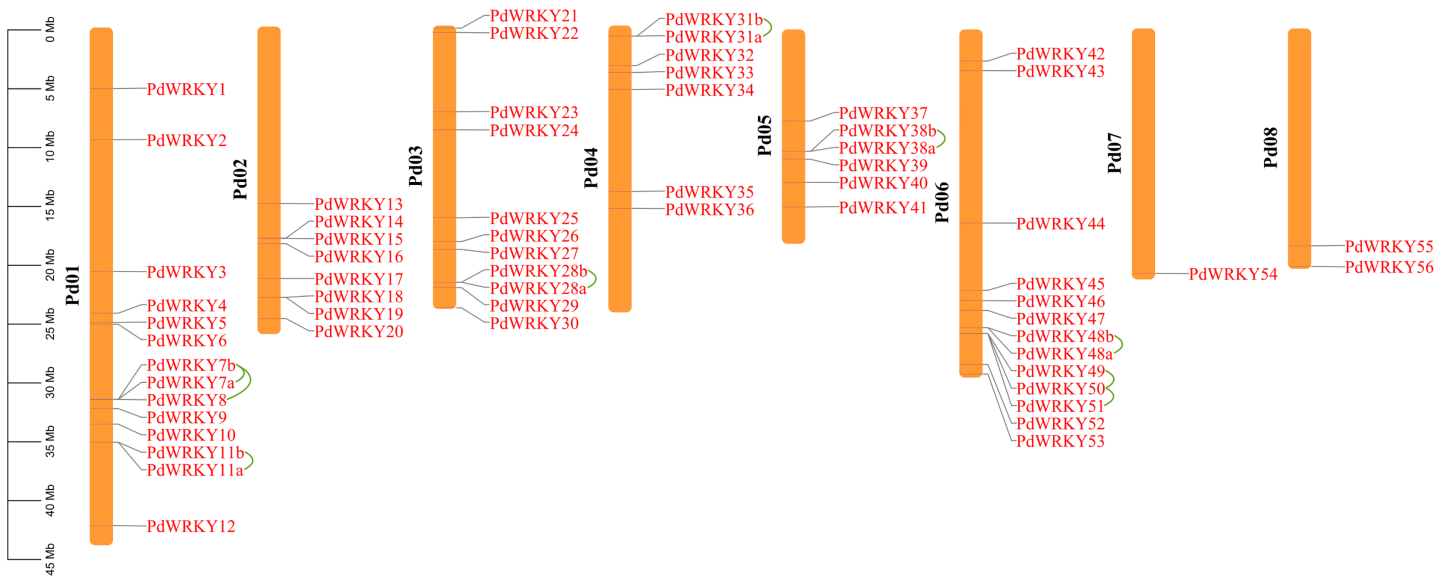 0 Mb
5 Mb
10 Mb
15 Mb
20 Mb
25 Mb
30 Mb
35 Mb
40 Mb
45 Mb
Pd01
PdWRKY1
PdWRKY2
PdWRKY3
PdWRKY4
PdWRKY5
PdWRKY6
PdWRKY7b
PdWRKY7a
PdWRKY8
PdWRKY9
PdWRKY10
PdWRKY11b
PdWRKY11a
PdWRKY12
Pd02
PdWRKY13
PdWRKY14
PdWRKY15
PdWRKY16
PdWRKY17
PdWRKY18
PdWRKY19
PdWRKY20
Pd03
PdWRKY21
PdWRKY22
PdWRKY23
PdWRKY24
PdWRKY25
PdWRKY26
PdWRKY27
PdWRKY28b
PdWRKY28a
PdWRKY29
PdWRKY30
Pd04
PdWRKY31b
PdWRKY31a
PdWRKY32
PdWRKY33
PdWRKY34
PdWRKY35
PdWRKY36
Pd05
PdWRKY37
PdWRKY38b
PdWRKY38a
PdWRKY39
PdWRKY40
PdWRKY41
Pd06
PdWRKY42
PdWRKY43
PdWRKY44
PdWRKY45
PdWRKY46
PdWRKY47
PdWRKY48b
PdWRKY48a
PdWRKY49
PdWRKY50
PdWRKY51
PdWRKY52
PdWRKY53
Pd07
PdWRKY54
Pd08
PdWRKY55
PdWRKY56